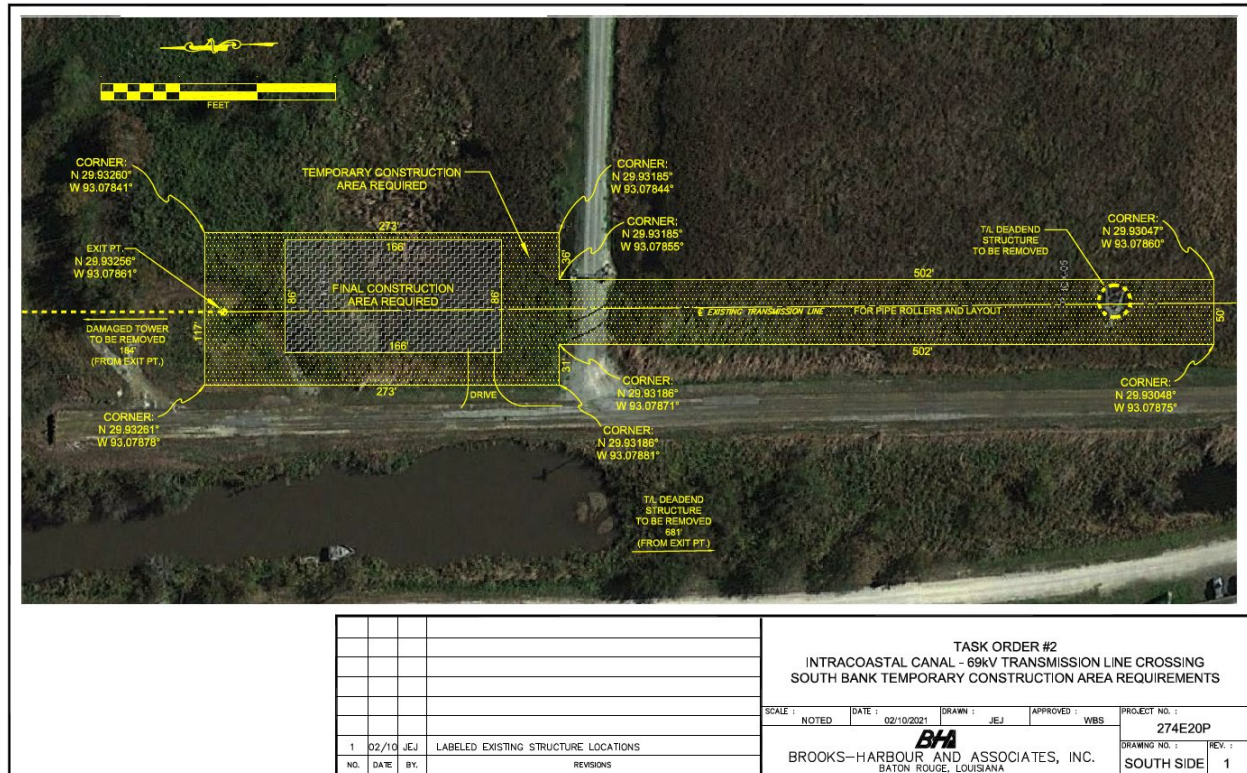 FEET
CORNER:
N 29.93260°
W 93.07841°
TEMPORARY CONSTRUCTION
AREA REQUIRED
CORNER:
N 29.93185°
W 93.07844°
CORNER:
N 29.93185°
W 93.07855°
T/L DEADEND
STRUCTURE
TO BE REMOVED
CORNER:
N 29.93047°
W 93.07860°
EXIT PT.
N 29.93256°
W 93.07861°
273'
166'
36'
86'
FINAL CONSTRUCTION
AREA REQUIRED
86'
502'
EXISTING TRANSMISSION LINE
FOR PIPE ROLLERS AND LAYOUT
50'
DAMAGED TOWER
TO BE REMOVED
184'
(FROM EXIT PT.)
117'
166'
273'
DRIVE
31'
502'
CORNER:
N 29.93261°
W 93.07878°
CORNER:
N 29.93186°
W 93.07871°
CORNER:
N 29.93186°
W 93.07881°
CORNER:
N 29.93048°
W 93.07875°
T/L DEADEND
STRUCTURE
TO BE REMOVED
681'
(FROM EXIT PT.)
TASK ORDER #2
INTRACOASTAL CANAL - 69kV TRANSMISSION LINE CROSSING
SOUTH BANK TEMPORARY CONSTRUCTION AREA REQUIREMENTS
SCALE : NOTED
DATE : 02/10/2021
DRAWN : JEJ
APPROVED : WBS
PROJECT NO. :
274E20P
BHA
BROOKS-HARBOUR AND ASSOCIATES, INC.
BATON ROUGE, LOUISIANA
DRAWING NO. :
SOUTH SIDE
REV. :
1
1 02/10 JEJ LABELED EXISTING STRUCTURE LOCATIONS
NO. DATE BY. REVISIONS